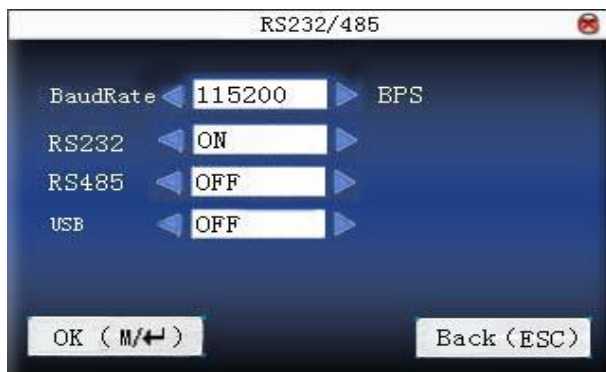 RS232/485
BaudRate 115200 BPS
RS232 ON
RS485 OFF
USB OFF
OK (M/↵) Back(ESC)